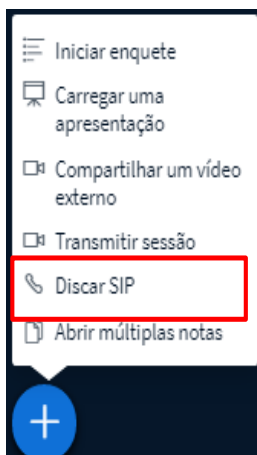 Iniciar enquete
Carregar uma
apresentação
Compartilhar um vídeo
externo
Transmitir sessão
Discar SIP
Abrir múltiplas notas